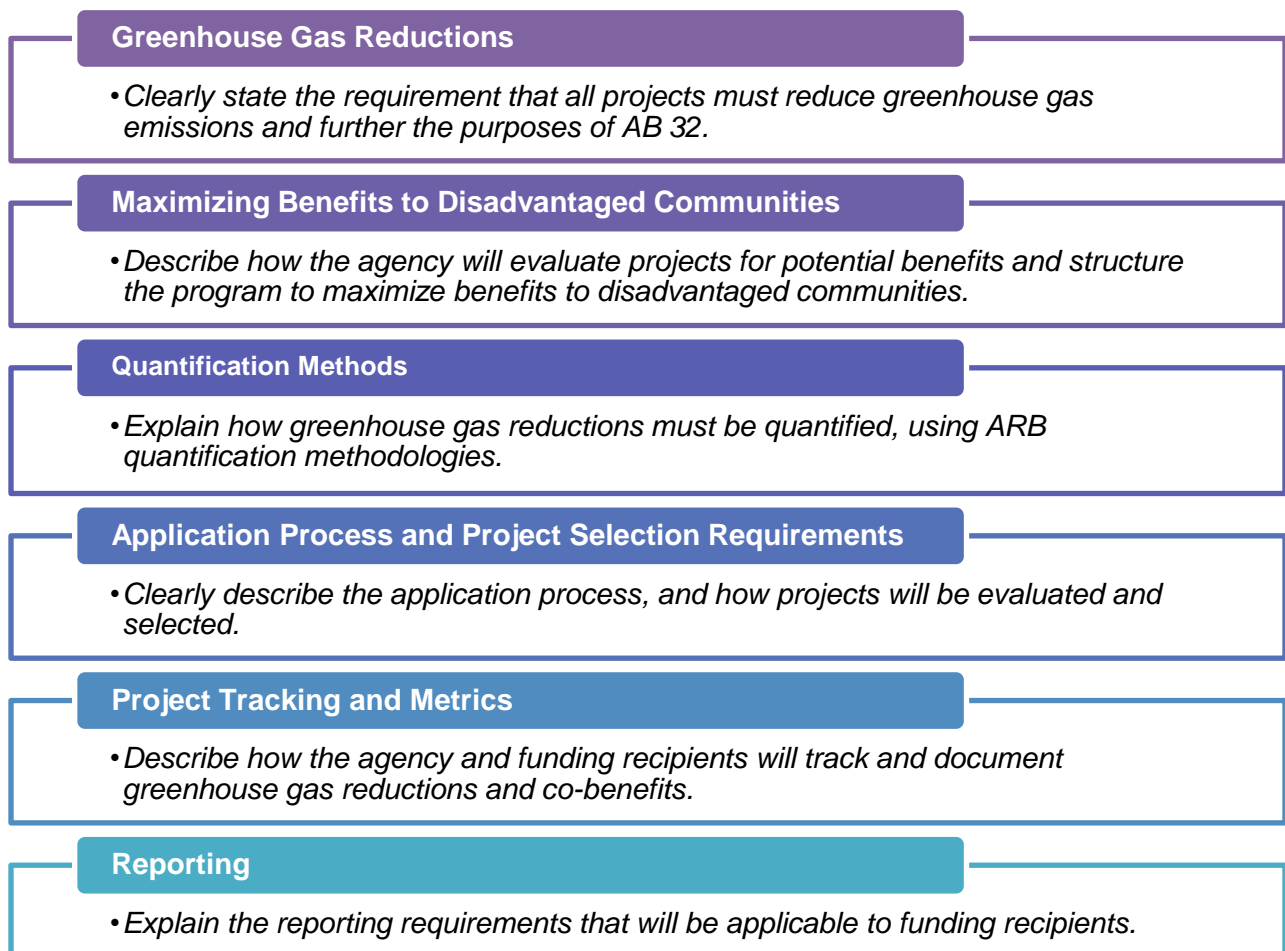 Greenhouse Gas Reductions
•Clearly state the requirement that all projects must reduce greenhouse gas
emissions and further the purposes of AB 32.
Maximizing Benefits to Disadvantaged Communities
•Describe how the agency will evaluate projects for potential benefits and structure
the program to maximize benefits to disadvantaged communities.
Quantification Methods
•Explain how greenhouse gas reductions must be quantified, using ARB
quantification methodologies.
Application Process and Project Selection Requirements
•Clearly describe the application process, and how projects will be evaluated and
selected.
Project Tracking and Metrics
•Describe how the agency and funding recipients will track and document
greenhouse gas reductions and co-benefits.
Reporting
•Explain the reporting requirements that will be applicable to funding recipients.